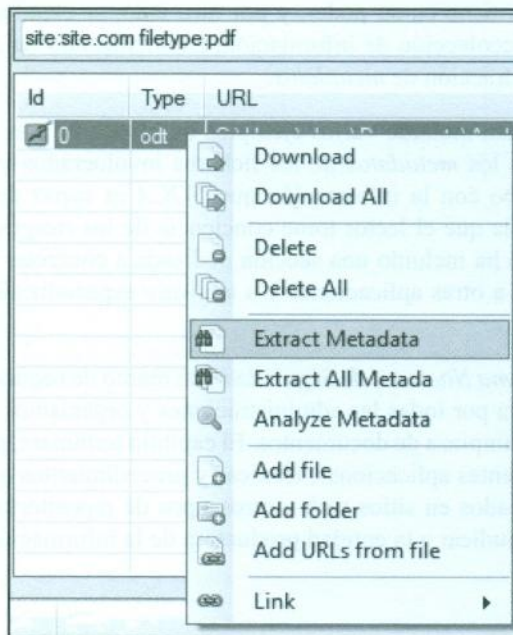 site:site.com filetype:pdf
Id Type URL
0 odt
Download
Download All
Delete
Delete All
Extract Metadata
Extract All Metada
Analyze Metadata
Add file
Add folder
Add URLs from file
Link